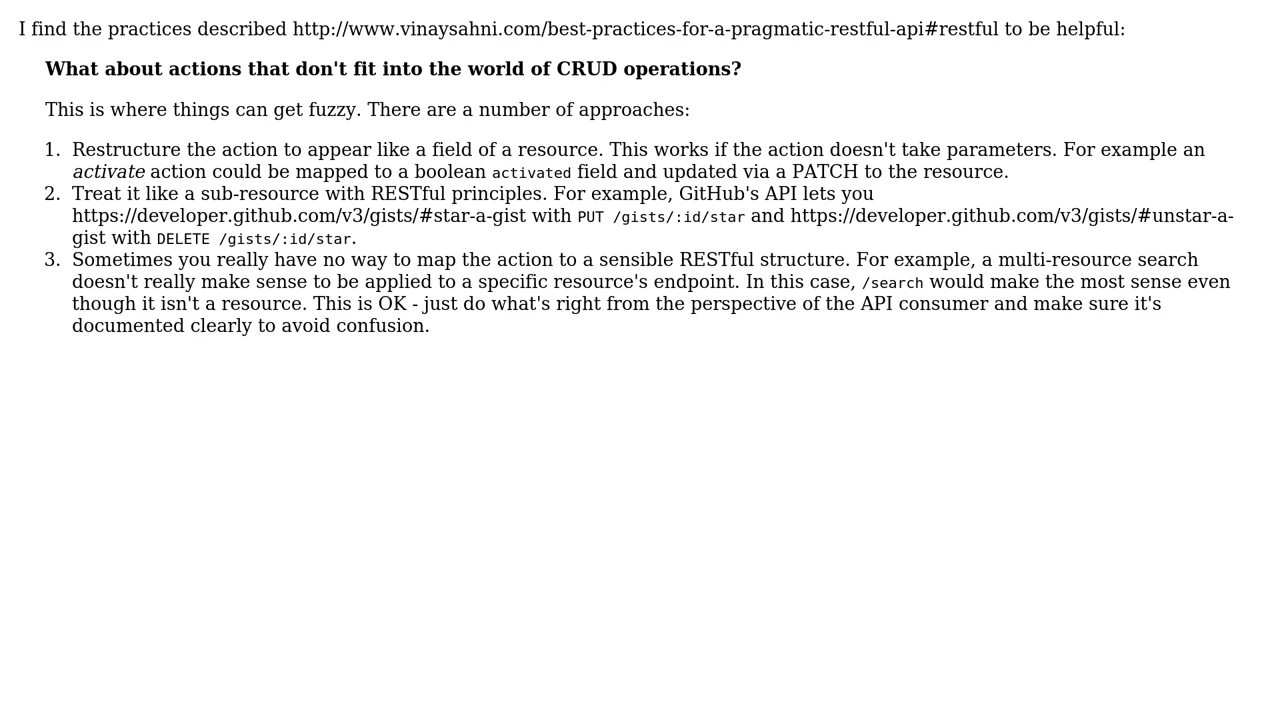 I find the practices described http://www.vinaysahni.com/best-practices-for-a-pragmatic-restful-api#restful to be helpful:
What about actions that don't fit into the world of CRUD operations?
This is where things can get fuzzy. There are a number of approaches:
1. Restructure the action to appear like a field of a resource. This works if the action doesn't take parameters. For example an
activate action could be mapped to a boolean activated field and updated via a PATCH to the resource.
2. Treat it like a sub-resource with RESTful principles. For example, GitHub's API lets you
https://developer.github.com/v3/gists/#star-a-gist with PUT /gists/:id/star and https://developer.github.com/v3/gists/#unstar-a-
gist with DELETE /gists/:id/star.
3. Sometimes you really have no way to map the action to a sensible RESTful structure. For example, a multi-resource search
doesn't really make sense to be applied to a specific resource's endpoint. In this case, /search would make the most sense even
though it isn't a resource. This is OK - just do what's right from the perspective of the API consumer and make sure it's
documented clearly to avoid confusion.